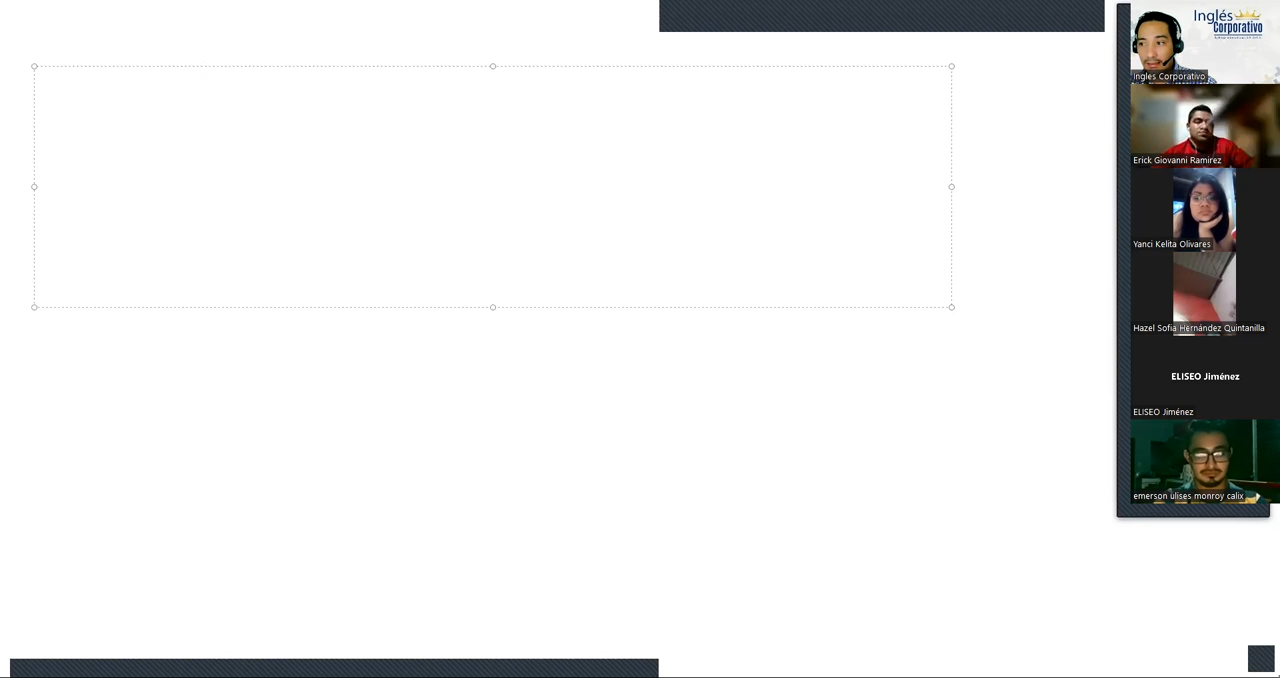 Inglés
Corporativo
Ingles Corporativo
Erick Giovanni Ramirez
Yanci Kelita Olivares
Hazel Sofia Hernández Quintanilla
ELISEO Jiménez
ELISEO Jiménez
emerson ulises monroy calix